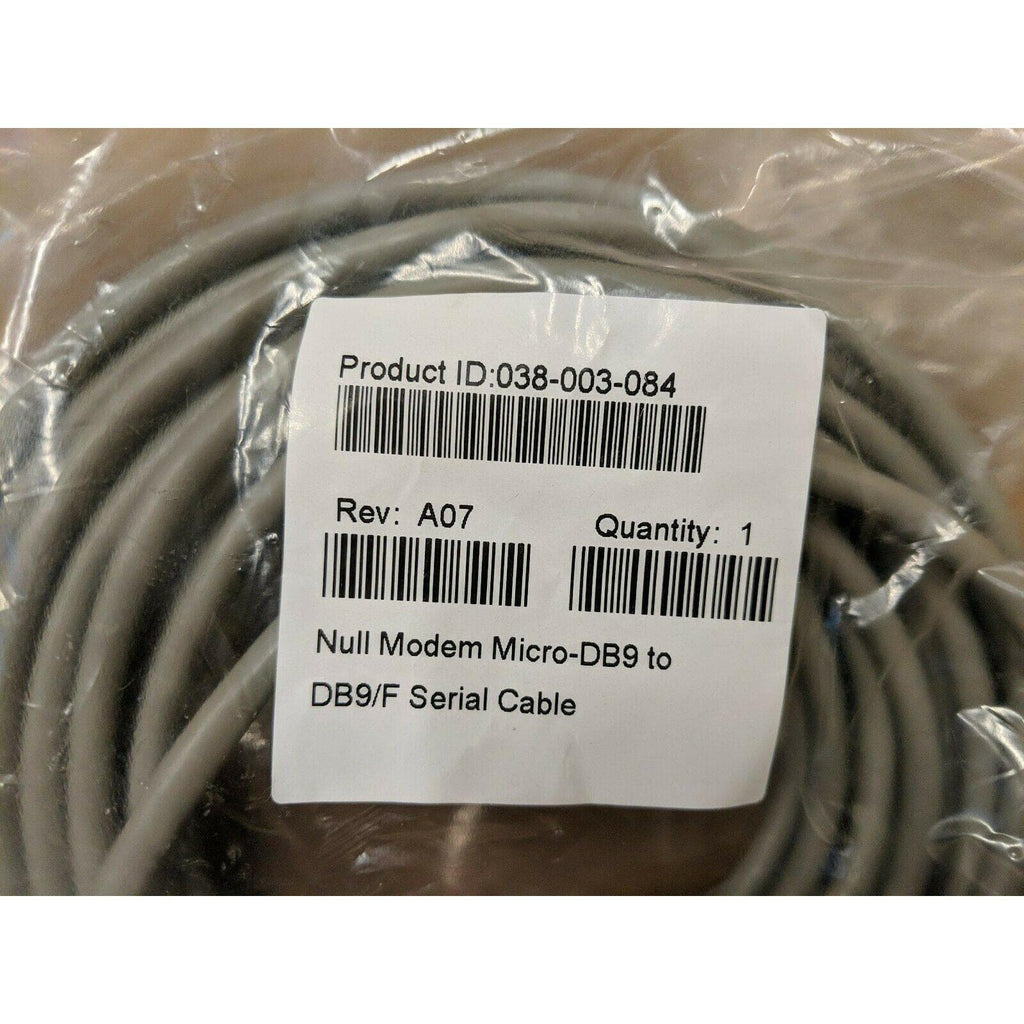 Product ID:038-003-084
Rev: A07
Quantity: 1
Null Modem Micro-DB9 to
DB9/F Serial Cable